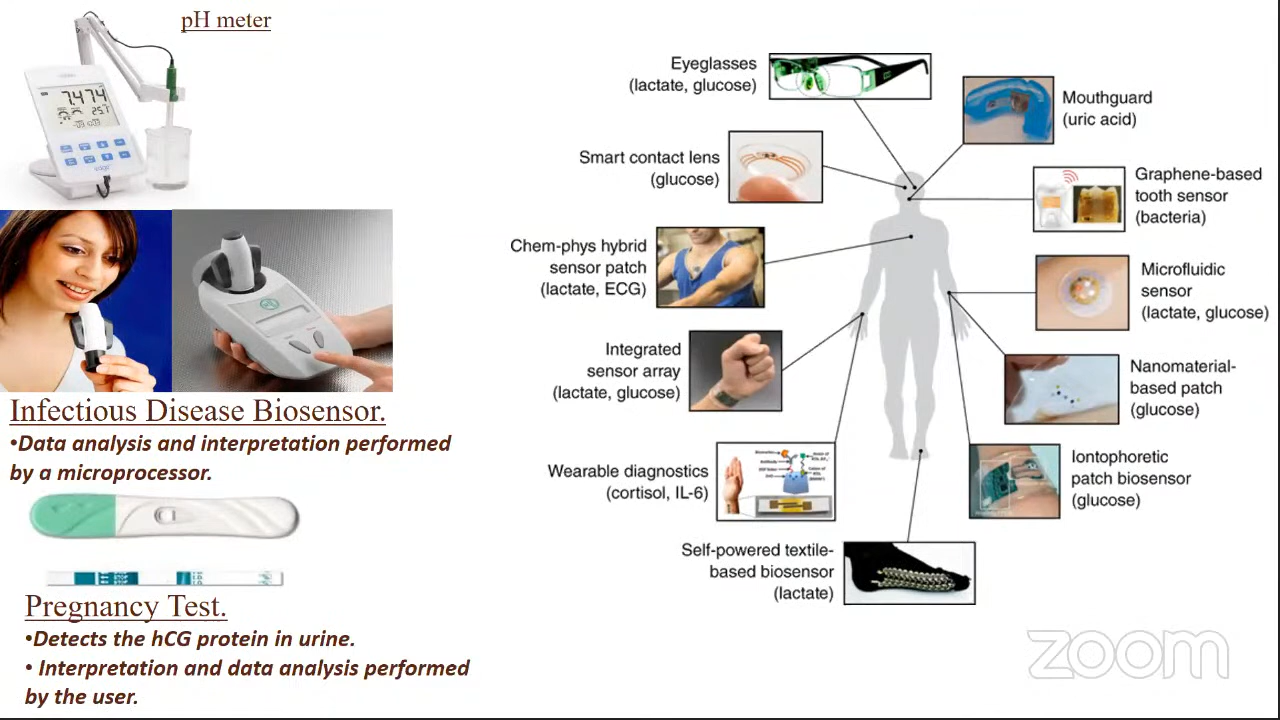 pH meter
7.474
Infectious Disease Biosensor.
•Data analysis and interpretation performed
by a microprocessor.
Pregnancy Test.
•Detects the hCG protein in urine.
• Interpretation and data analysis performed
by the user.
Eyeglasses
(lactate, glucose)
Mouthguard
(uric acid)
Smart contact lens
(glucose)
Graphene-based
tooth sensor
(bacteria)
Chem-phys hybrid
sensor patch
(lactate, ECG)
Microfluidic
sensor
(lactate, glucose)
Integrated
sensor array
(lactate, glucose)
Nanomaterial-
based patch
(glucose)
Wearable diagnostics
(cortisol, IL-6)
Iontophoretic
patch biosensor
(glucose)
Self-powered textile-
based biosensor
(lactate)
zoom